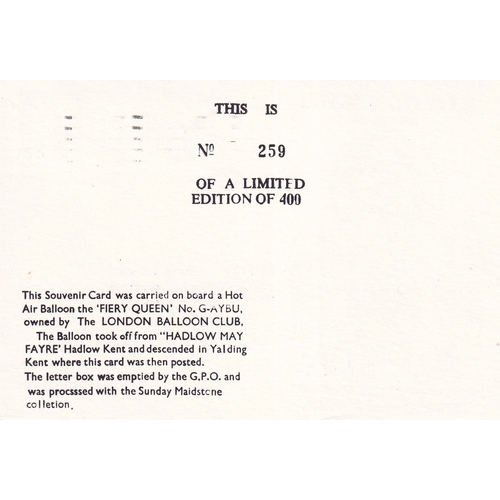 THIS IS
Nº 259
OF A LIMITED
EDITION OF 400
This Souvenir Card was carried on board a Hot
Air Balloon the 'FIERY QUEEN' No. G-AYBU,
owned by The LONDON BALLOON CLUB,
The Balloon took off from "HADLOW MAY
FAYRE' Hadlow Kent and descended in Yalding
Kent where this card was then posted.
The letter box was emptied by the G.P.O. and
was procsssed with the Sunday Maidstone
colletion.